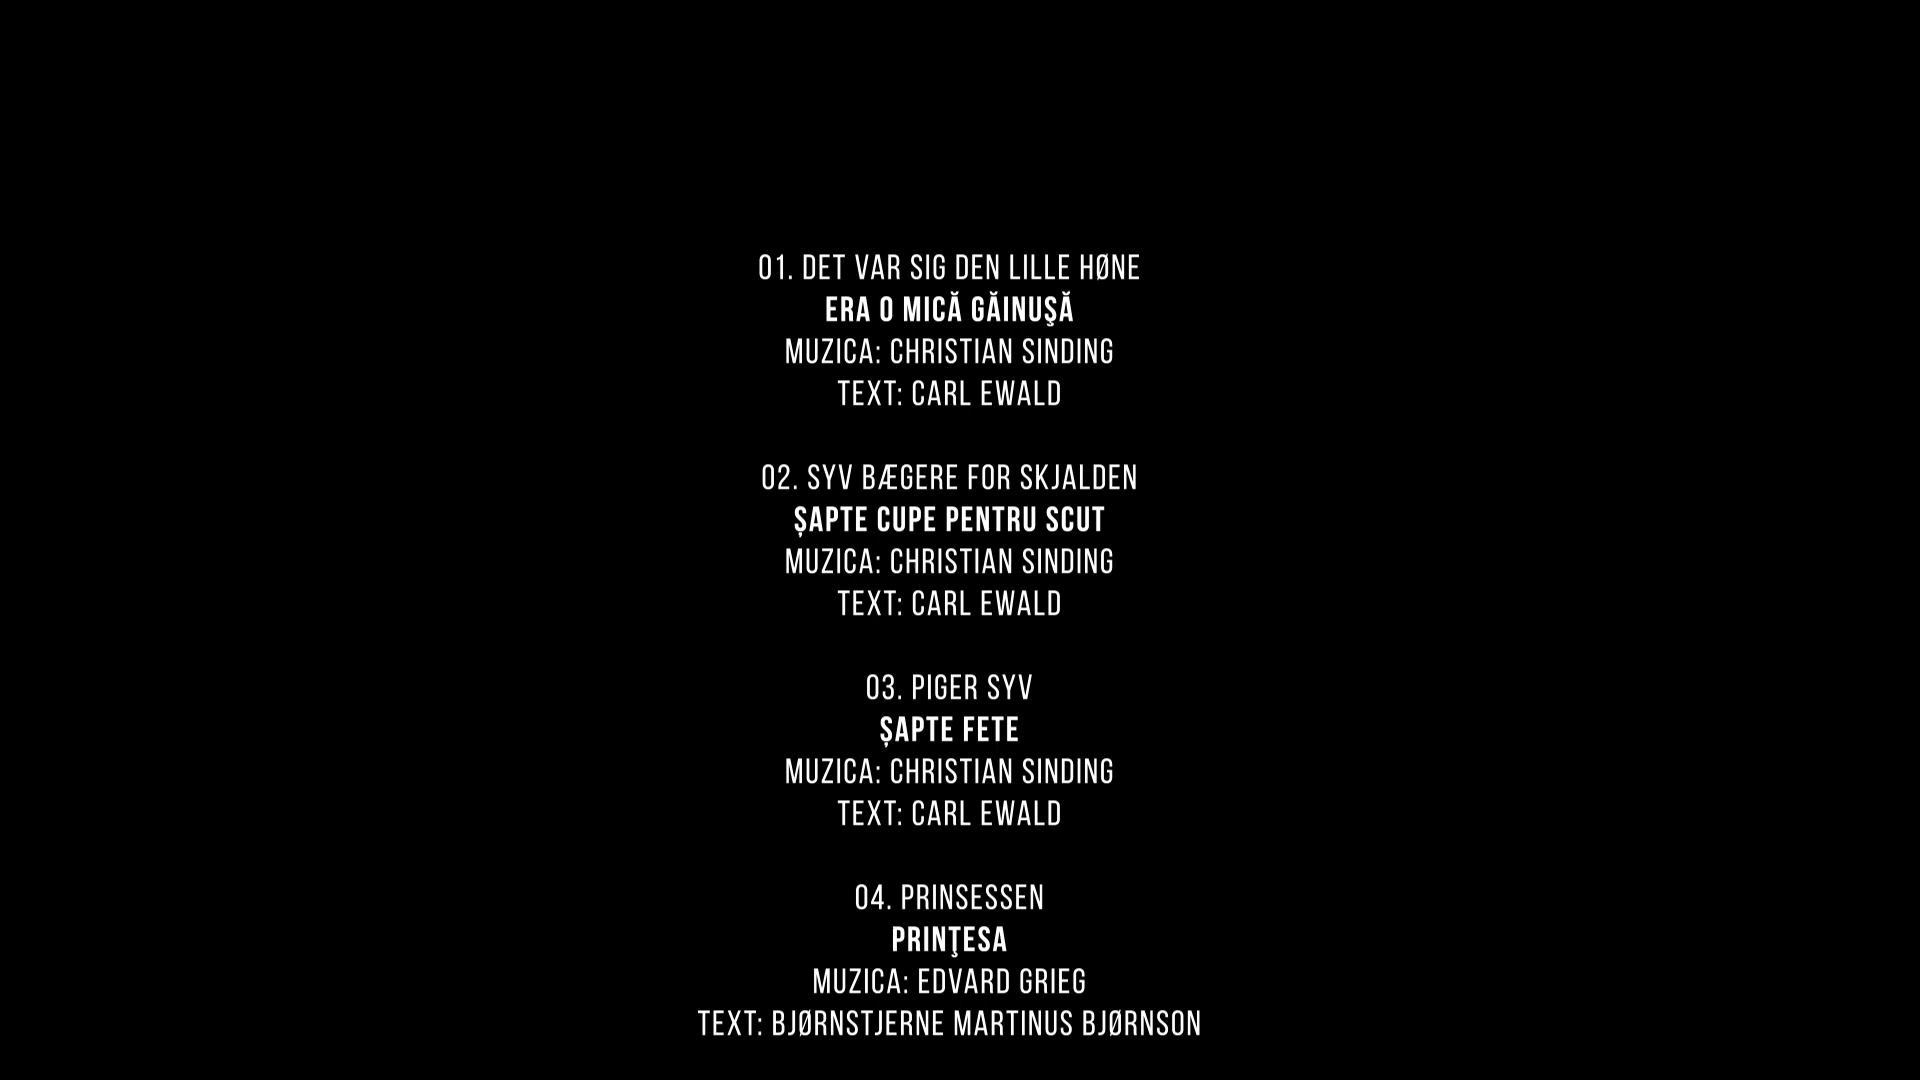 01. DET VAR SIG DEN LILLE HØNE
ERA O MICĂ GĂINUŞĂ
MUZICA: CHRISTIAN SINDING
TEXT: CARL EWALD
02. SYV BÆGERE FOR SKJALDEN
ȘAPTE CUPE PENTRU SCUT
MUZICA: CHRISTIAN SINDING
TEXT: CARL EWALD
03. PIGER SYV
ȘAPTE FETE
MUZICA: CHRISTIAN SINDING
TEXT: CARL EWALD
04. PRINSESSEN
PRINŢESA
MUZICA: EDVARD GRIEG
TEXT: BJØRNSTJERNE MARTINUS BJØRNSON